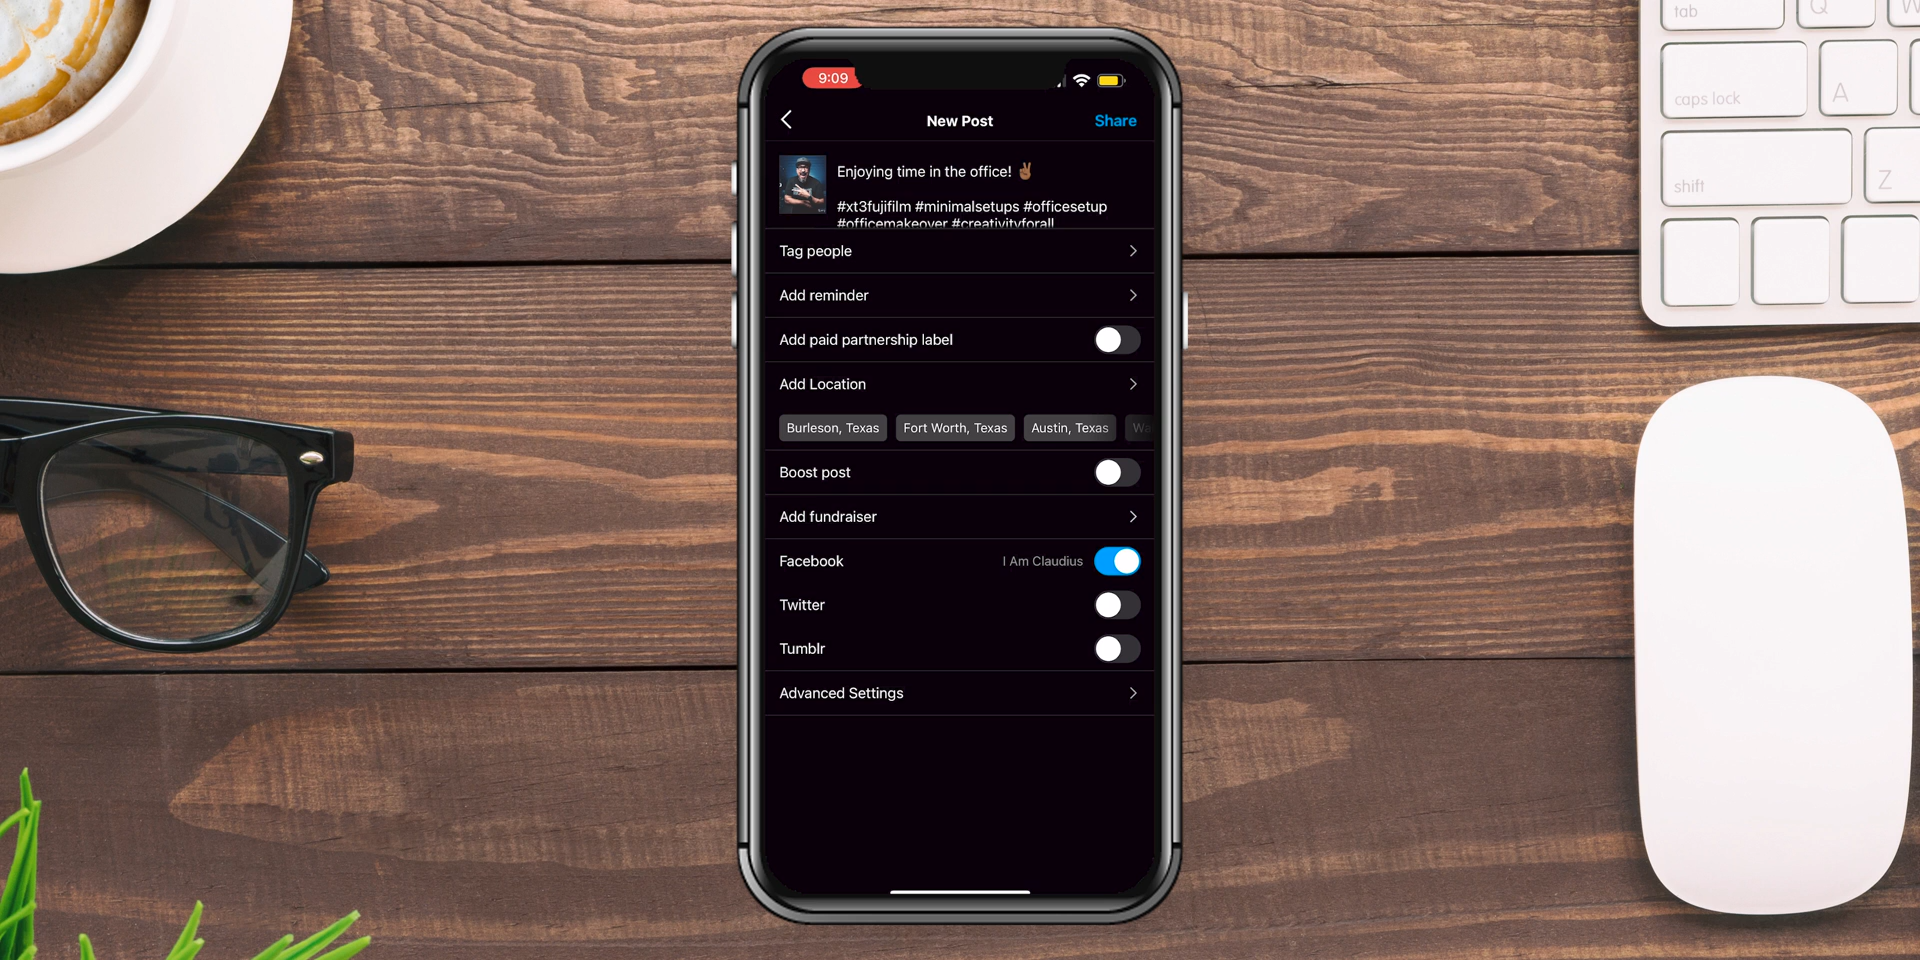 9:09
New Post
Share
Enjoying time in the office! ✌🏾
#xt3fujifilm #minimalsetups #officesetup
#officemakeover #creativityforall
Tag people
Add reminder
Add paid partnership label
Add Location
Burleson, Texas
Fort Worth, Texas
Austin, Texas
Boost post
Add fundraiser
Facebook
I Am Claudius
Twitter
Tumblr
Advanced Settings
tab
Q
W
caps lock
A
shift
Z